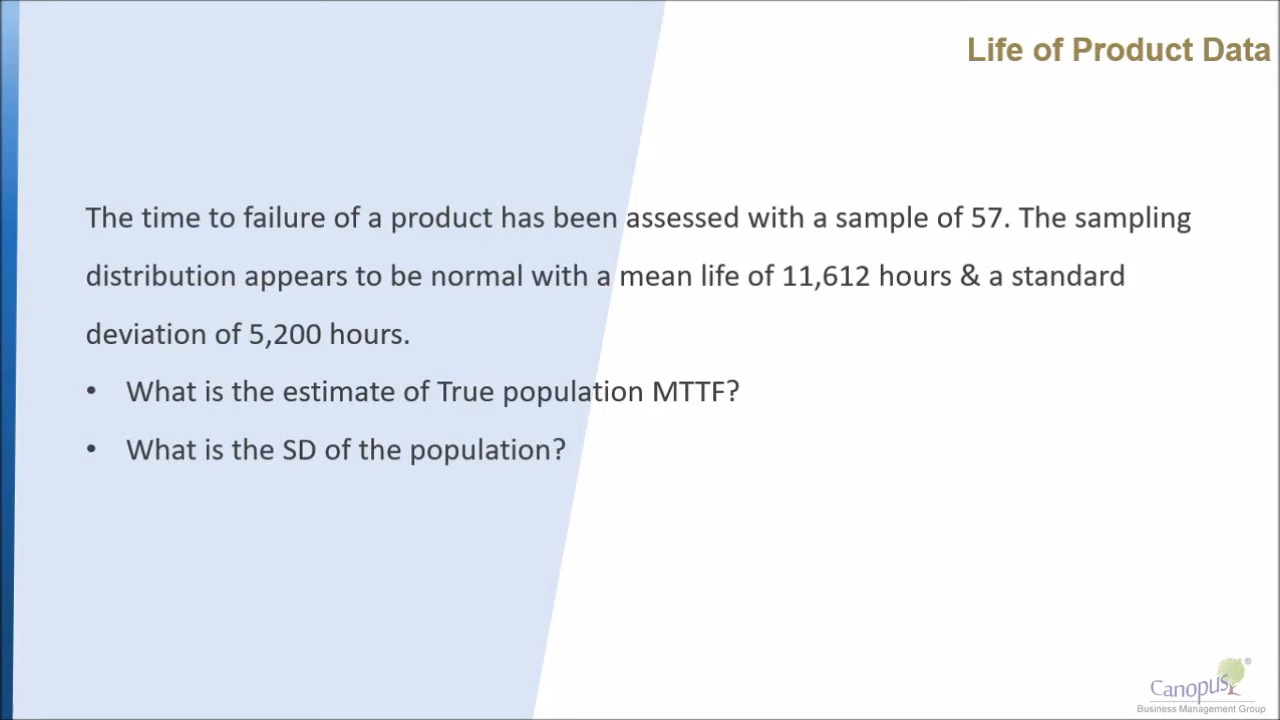 Life of Product Data
The time to failure of a product has been assessed with a sample of 57. The sampling
distribution appears to be normal with a mean life of 11,612 hours & a standard
deviation of 5,200 hours.
• What is the estimate of True population MTTF?
• What is the SD of the population?
Canopus®
Business Management Group